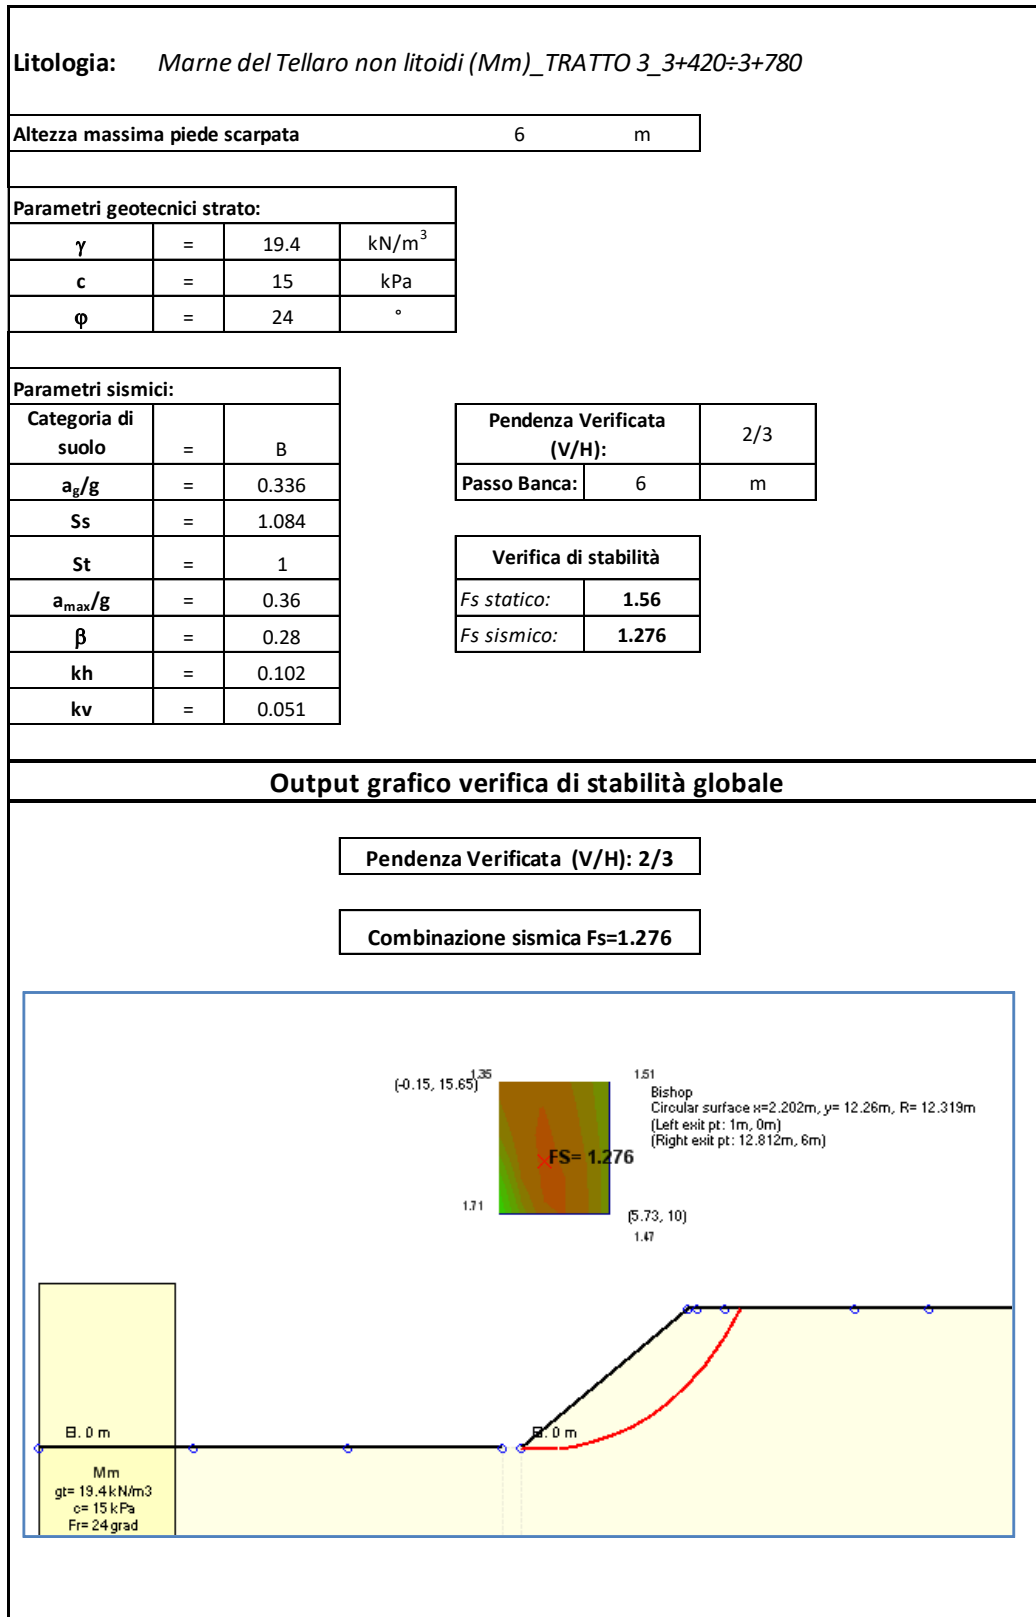 Litologia: Marne del Tellaro non litoidi (Mm)_TRATTO 3_3+420÷3+780
Altezza massima piede scarpata 6 m
Parametri geotecnici strato:
γ = 19.4 kN/m³
c = 15 kPa
φ = 24 °
Parametri sismici:
Categoria di suolo = B
ag/g = 0.336
Ss = 1.084
St = 1
amax/g = 0.36
β = 0.28
kh = 0.102
kv = 0.051
Pendenza Verificata (V/H): 2/3
Passo Banca: 6 m
Verifica di stabilità
Fs statico: 1.56
Fs sismico: 1.276
Output grafico verifica di stabilità globale
Pendenza Verificata (V/H): 2/3
Combinazione sismica Fs=1.276
(-0.15, 15.65)
1.35
1.51
Bishop
Circular surface x=2.202m, y= 12.26m, R= 12.319m
(Left exit pt: 1m, 0m)
(Right exit pt: 12.812m, 6m)
FS= 1.276
1.71
(5.73, 10)
1.47
. 0 m
. 0 m
Mm
gt= 19.4 kN/m3
c= 15 kPa
Fr= 24 grad